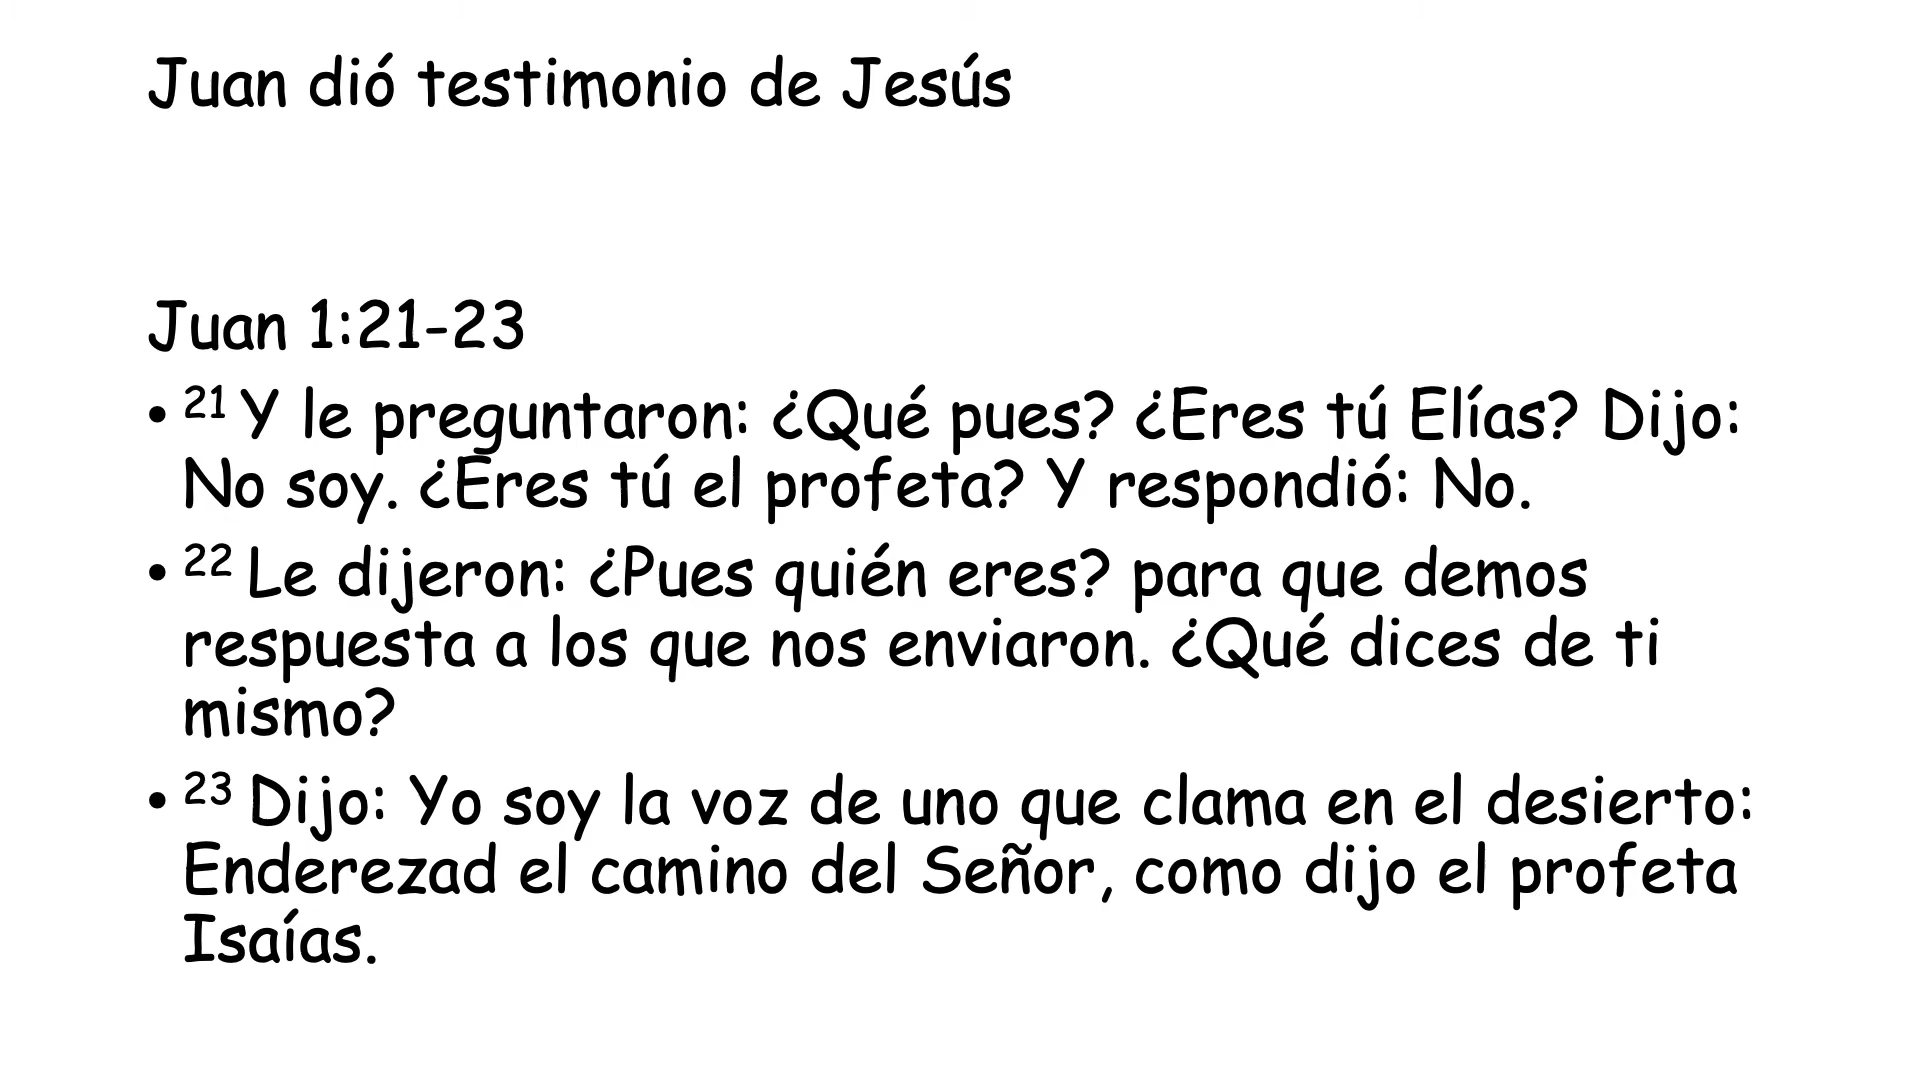 Juan dió testimonio de Jesús
Juan 1:21-23
• 21 Y le preguntaron: ¿Qué pues? ¿Eres tú Elías? Dijo:
No soy. ¿Eres tú el profeta? Y respondió: No.
• 22 Le dijeron: ¿Pues quién eres? para que demos
respuesta a los que nos enviaron. ¿Qué dices de ti
mismo?
• 23 Dijo: Yo soy la voz de uno que clama en el desierto:
Enderezad el camino del Señor, como dijo el profeta
Isaías.